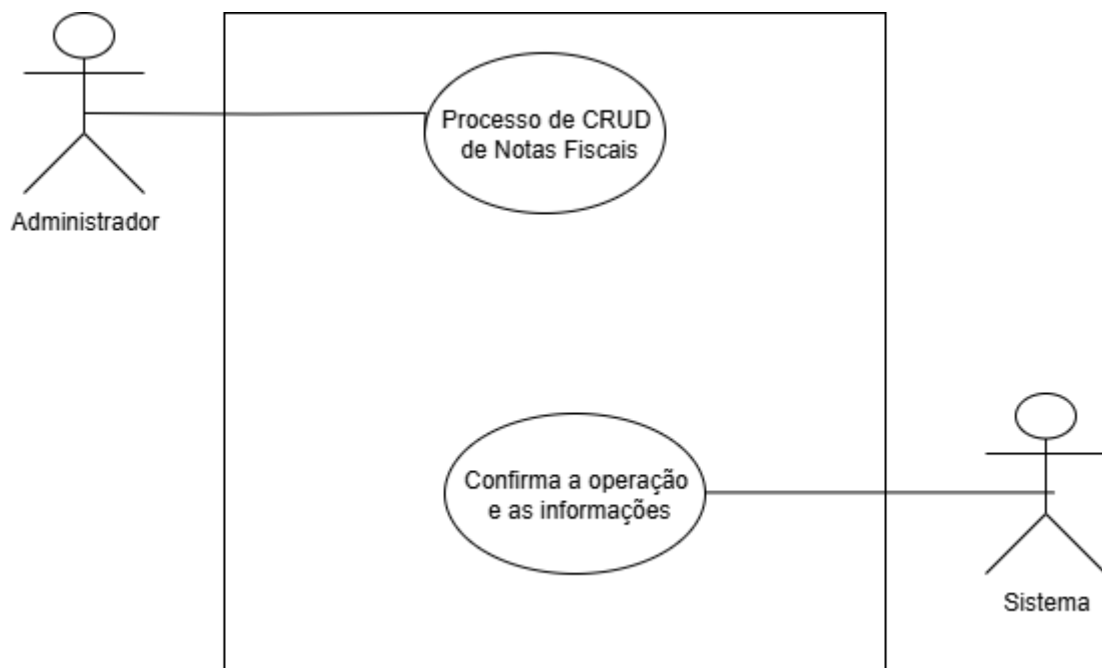 Processo de CRUD
de Notas Fiscais
Administrador
Confirma a operação
e as informações
Sistema